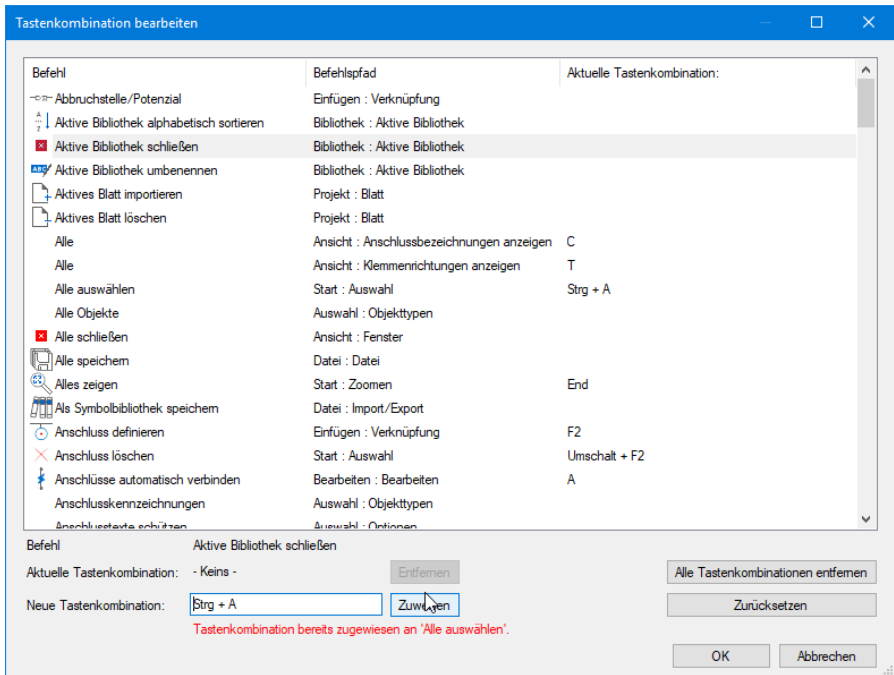 Tastenkombination bearbeiten
Befehl Befehlspfad Aktuelle Tastenkombination:
Abbruchstelle/Potenzial Einfügen : Verknüpfung
Aktive Bibliothek alphabetisch sortieren Bibliothek : Aktive Bibliothek
Aktive Bibliothek schließen Bibliothek : Aktive Bibliothek
Aktive Bibliothek umbenennen Bibliothek : Aktive Bibliothek
Aktives Blatt importieren Projekt : Blatt
Aktives Blatt löschen Projekt : Blatt
Alle Ansicht : Anschlussbezeichnungen anzeigen C
Alle Ansicht : Klemmenrichtungen anzeigen T
Alle auswählen Start : Auswahl Strg + A
Alle Objekte Auswahl : Objekttypen
Alle schließen Ansicht : Fenster
Alle speichern Datei : Datei
Alles zeigen Start : Zoomen End
Als Symbolbibliothek speichern Datei : Import/Export
Anschluss definieren Einfügen : Verknüpfung F2
Anschluss löschen Start : Auswahl Umschalt + F2
Anschlüsse automatisch verbinden Bearbeiten : Bearbeiten A
Anschlusskennzeichnungen Auswahl : Objekttypen
Anschlusstexte schützen Auswahl : Optionen
Befehl Aktive Bibliothek schließen
Aktuelle Tastenkombination: - Keins - Entfernen Alle Tastenkombinationen entfernen
Neue Tastenkombination: Strg + A Zuweisen Zurücksetzen
Tastenkombination bereits zugewiesen an 'Alle auswählen'.
OK Abbrechen